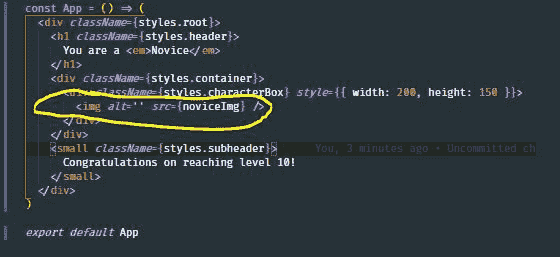 const App = () => (
<div className={styles.root}>
<h1 className={styles.header}>
You are a <em>Novice</em>
</h1>
<div className={styles.container}>
<div className={styles.characterBox} style={{ width: 200, height: 150 }}>
<img alt='' src={noviceImg} />
</div>
</div>
<small className={styles.subheader}> You, 3 minutes ago • Uncommitted ch
Congratulations on reaching level 10!
</small>
</div>
)
export default App